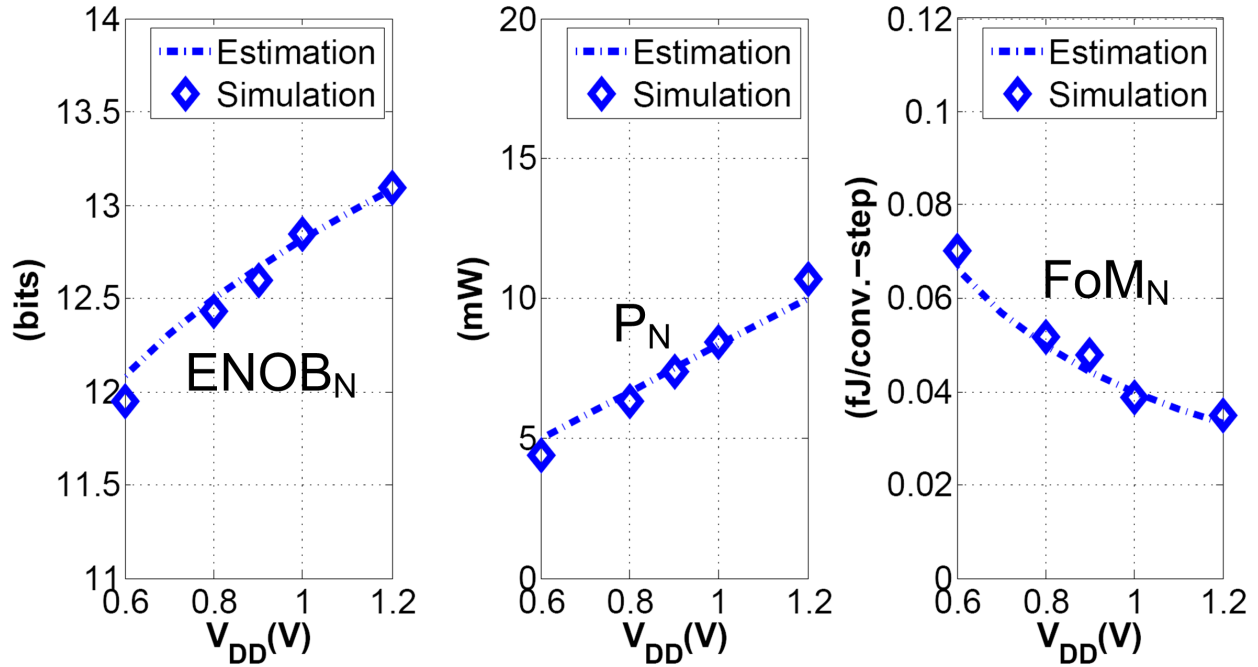 14
13.5
13
12.5
12
11.5
11
(bits)
Estimation
Simulation
ENOB_N
0.6 0.8 1 1.2
V_DD(V)
20
15
10
5
0
(mW)
Estimation
Simulation
P_N
0.6 0.8 1 1.2
V_DD(V)
0.12
0.1
0.08
0.06
0.04
0.02
0
(fJ/conv.−step)
Estimation
Simulation
FoM_N
0.6 0.8 1 1.2
V_DD(V)